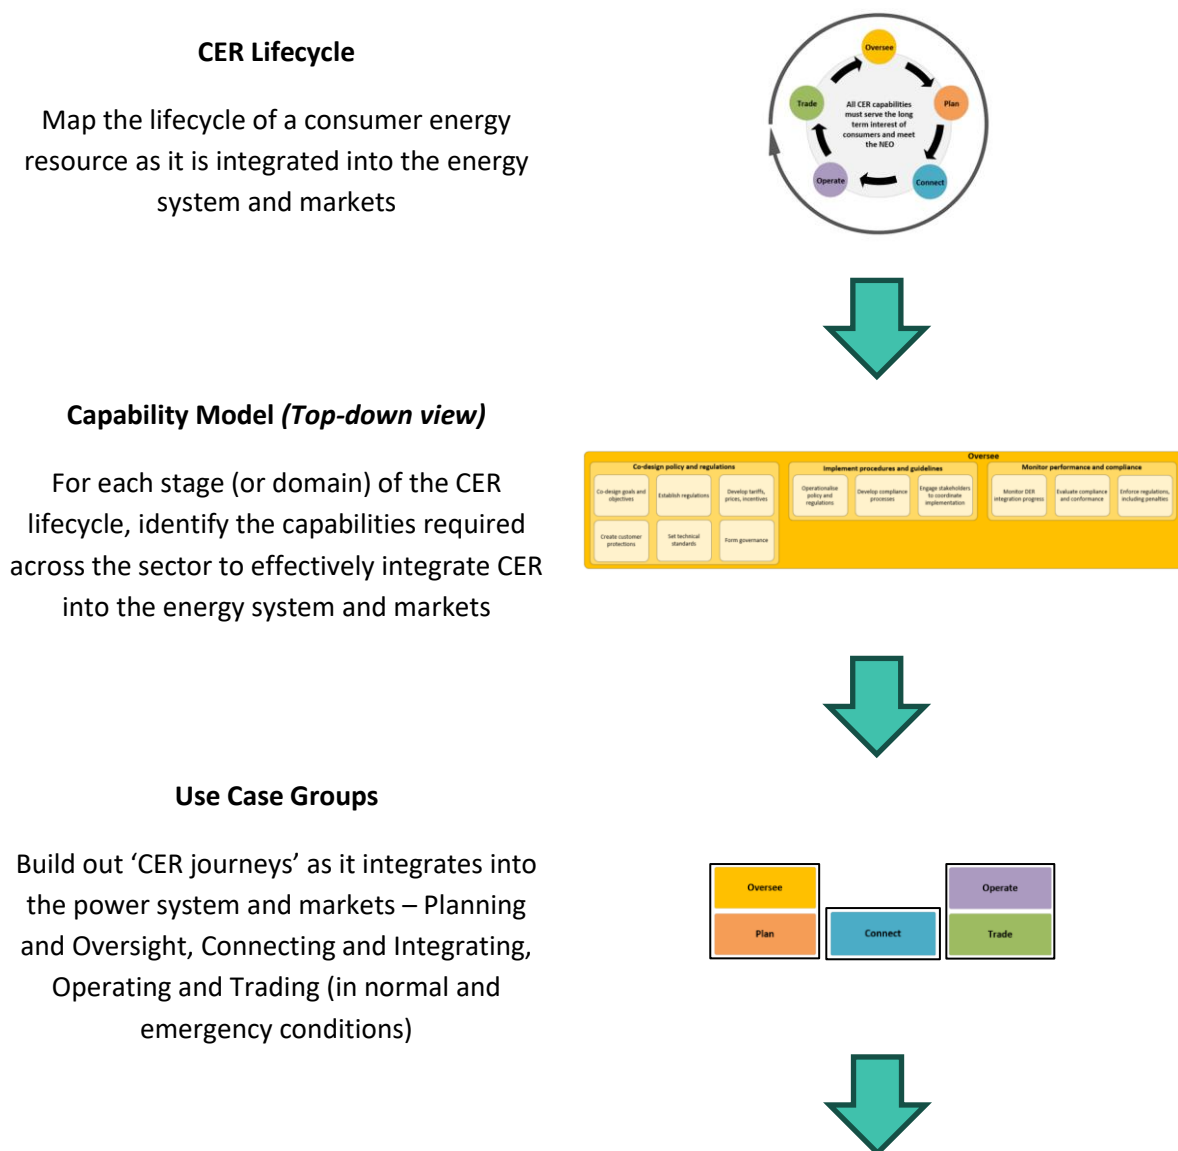 CER Lifecycle
Map the lifecycle of a consumer energy
resource as it is integrated into the energy
system and markets
Oversee
Trade
Plan
All CER capabilities
must serve the long
term interest of
consumers and meet
the NEO
Operate
Connect
Capability Model (Top-down view)
For each stage (or domain) of the CER
lifecycle, identify the capabilities required
across the sector to effectively integrate CER
into the energy system and markets
Oversee
Co-design policy and regulations
Co-design goals and
objectives
Establish regulations
Develop tariffs,
prices, incentives
Create customer
protections
Set technical
standards
Form governance
Implement procedures and guidelines
Operationalise
policy and
regulations
Develop compliance
processes
Engage stakeholders
to coordinate
implementation
Monitor performance and compliance
Monitor DER
integration progress
Evaluate compliance
and conformance
Enforce regulations,
including penalties
Use Case Groups
Build out ‘CER journeys’ as it integrates into
the power system and markets – Planning
and Oversight, Connecting and Integrating,
Operating and Trading (in normal and
emergency conditions)
Oversee
Plan
Connect
Operate
Trade